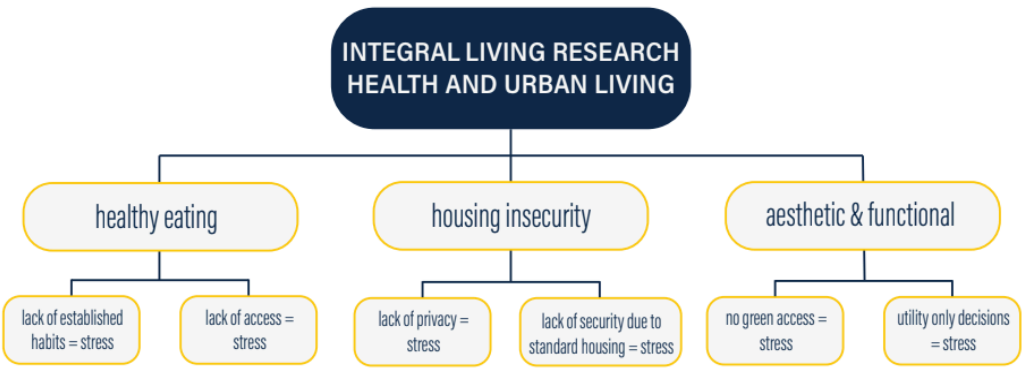 INTEGRAL LIVING RESEARCH
HEALTH AND URBAN LIVING
healthy eating
housing insecurity
aesthetic & functional
lack of established
habits = stress
lack of access =
stress
lack of privacy =
stress
lack of security due to
standard housing = stress
no green access =
stress
utility only decisions
= stress